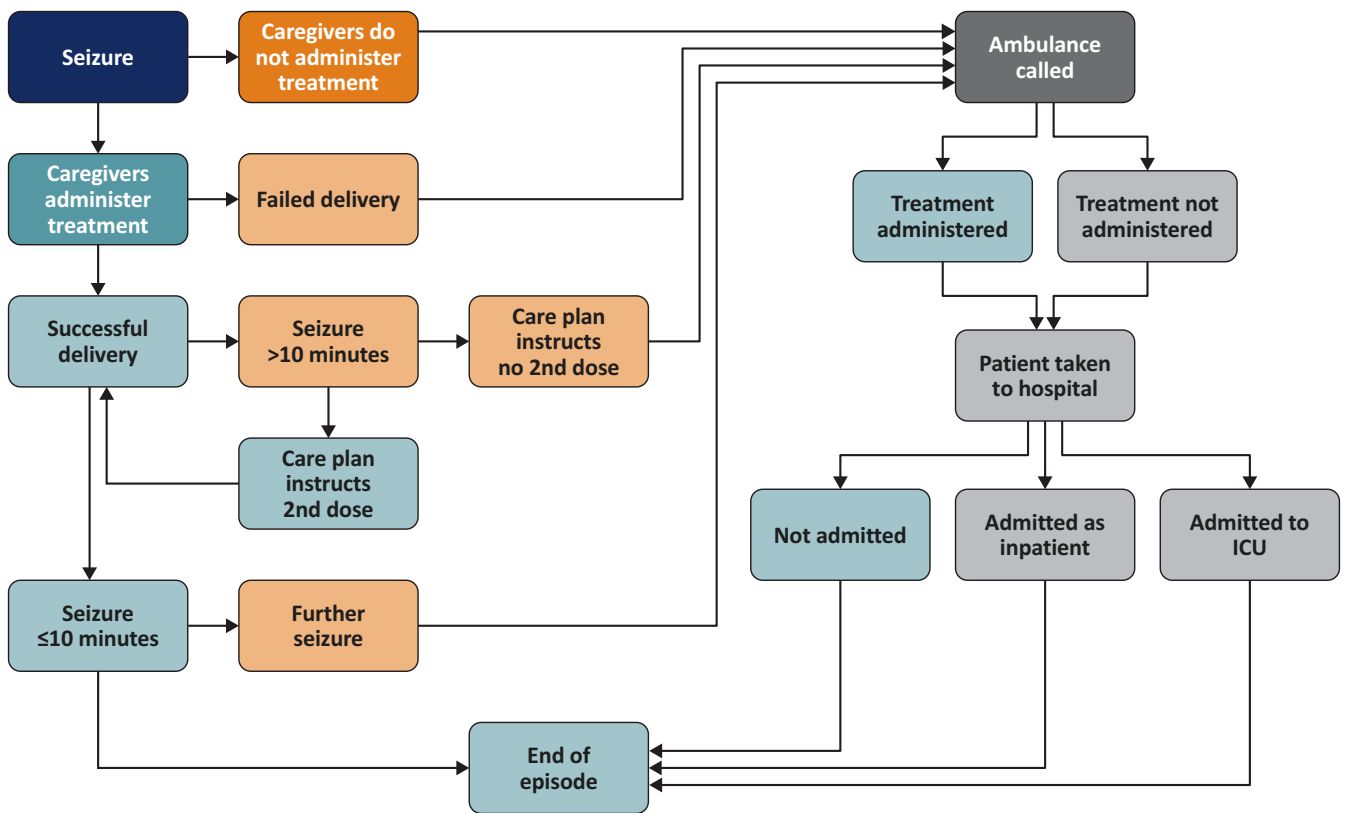 Seizure
Caregivers do
not administer
treatment
Ambulance
called
Caregivers
administer
treatment
Failed delivery
Treatment
administered
Treatment not
administered
Successful
delivery
Seizure
>10 minutes
Care plan
instructs
no 2nd dose
Patient taken
to hospital
Care plan
instructs
2nd dose
Not admitted
Admitted as
inpatient
Admitted to
ICU
Seizure
≤10 minutes
Further
seizure
End of
episode